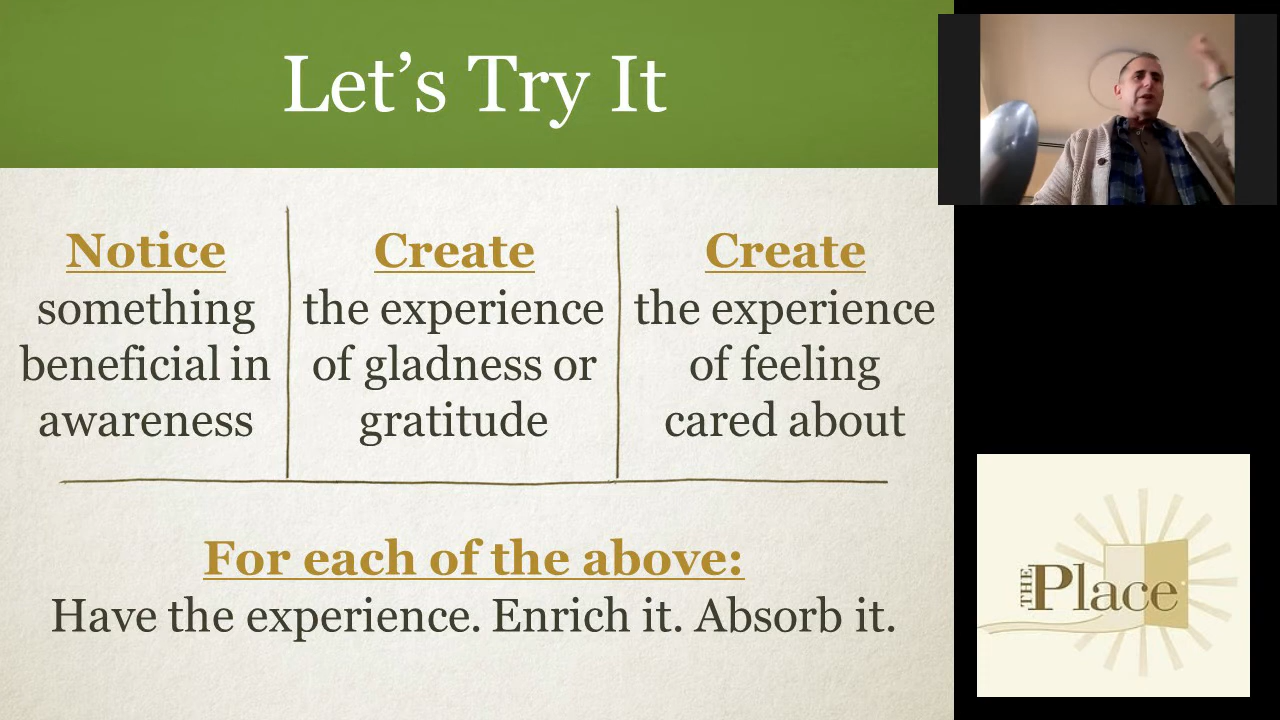 Let's Try It
Notice
something
beneficial in
awareness
Create
the experience
of gladness or
gratitude
Create
the experience
of feeling
cared about
For each of the above:
Have the experience. Enrich it. Absorb it.
THE Place